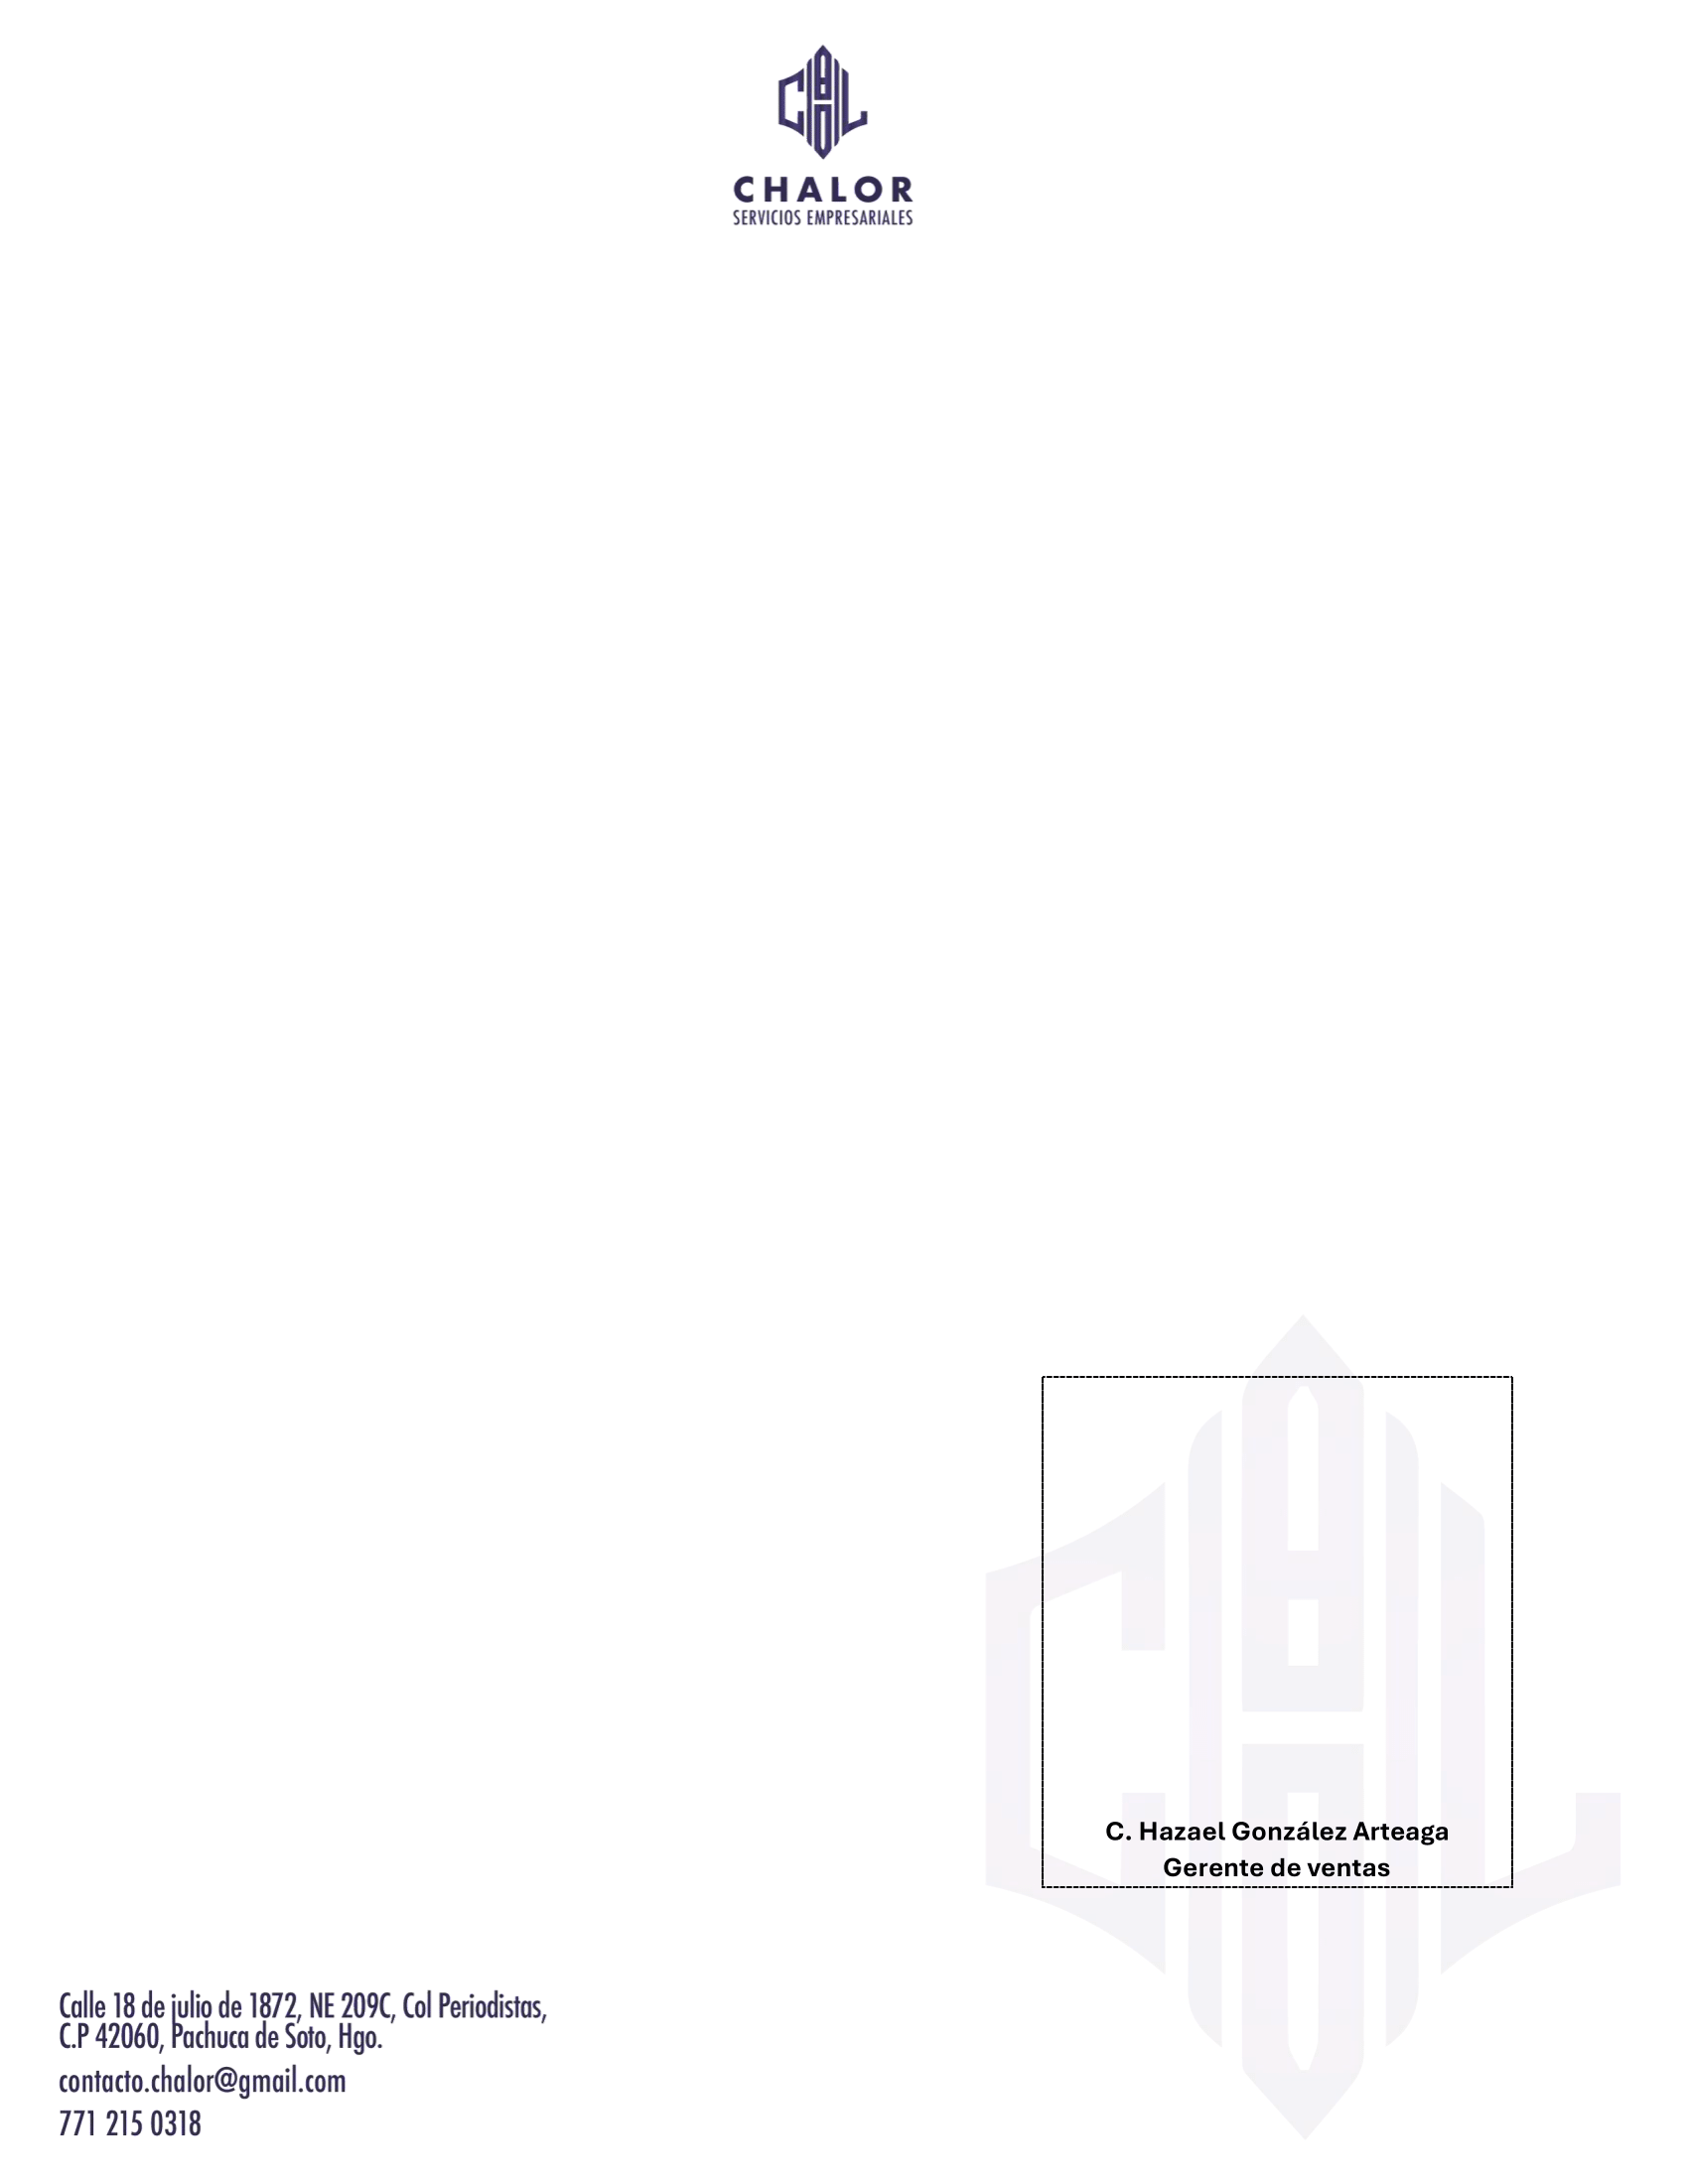 CHAL
CHALOR
SERVICIOS EMPRESARIALES
C. Hazael González Arteaga
Gerente de ventas
Calle 18 de julio de 1872, NE 209C, Col Periodistas,
C.P 42060, Pachuca de Soto, Hgo.
contacto.chalor@gmail.com
771 215 0318